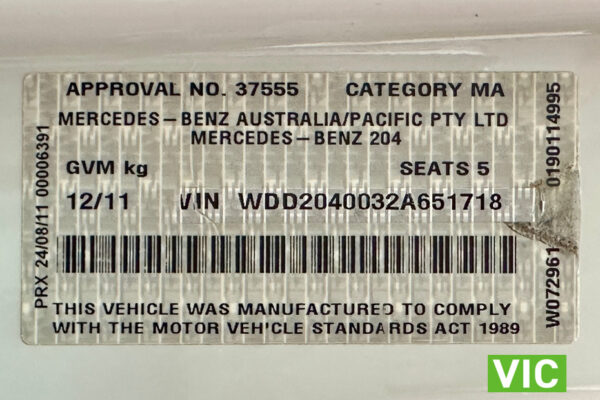 APPROVAL NO. 37555 CATEGORY MA
MERCEDES-BENZ AUSTRALIA/PACIFIC PTY LTD
MERCEDES-BENZ 204
GVM kg SEATS 5
12/11 VIN WDD2040032A651718
THIS VEHICLE WAS MANUFACTURED TO COMPLY
WITH THE MOTOR VEHICLE STANDARDS ACT 1989
PRX 24/08/11 00006391
W072961 0190114995
VIC